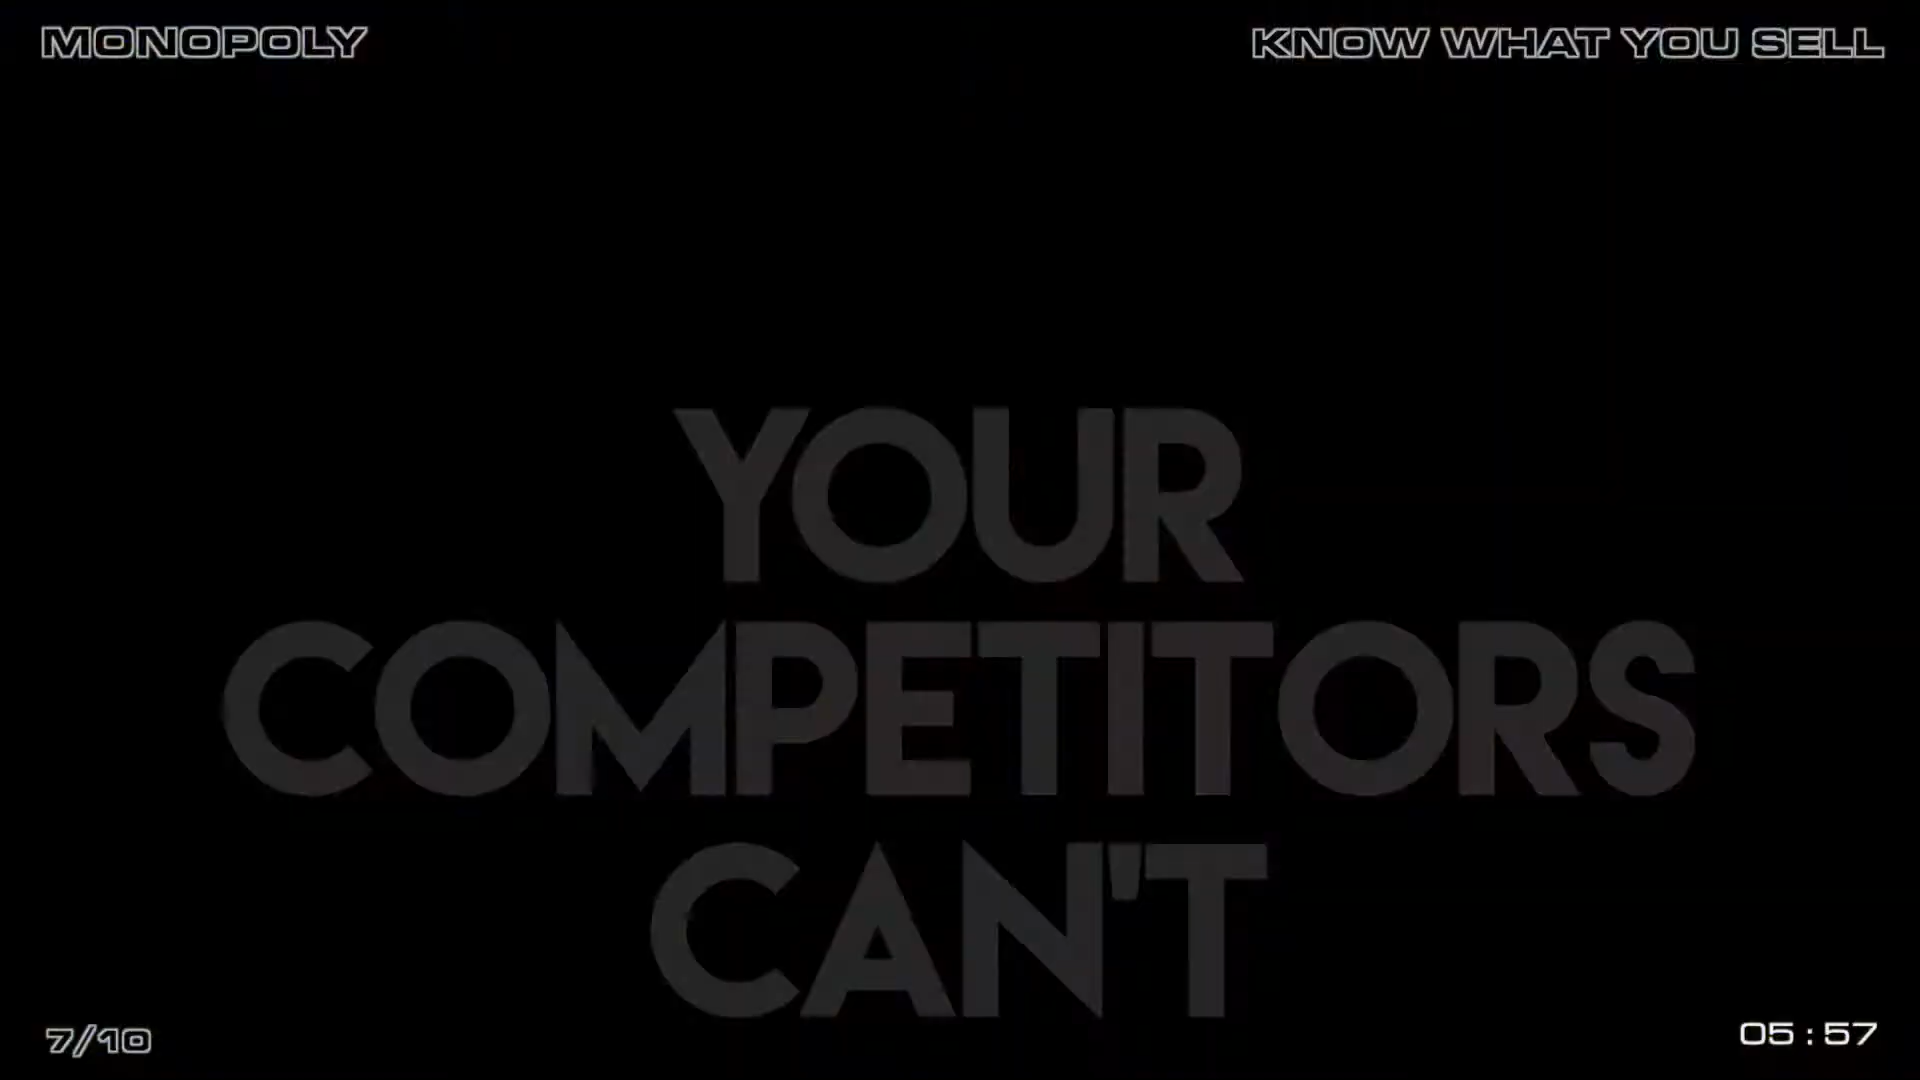 MONOPOLY
KNOW WHAT YOU SELL
YOUR
COMPETITORS
CAN'T
7/10
05 : 57